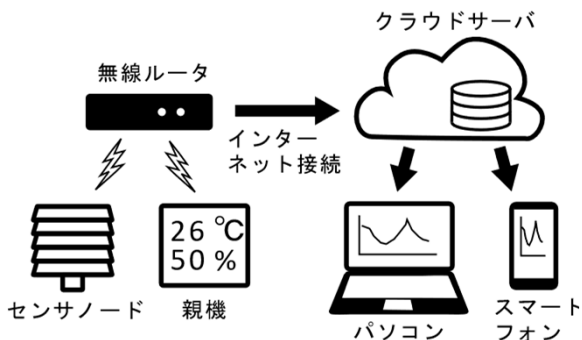 クラウドサーバ
無線ルータ
インター
ネット接続
26 ℃
50 %
センサノード
親機
パソコン
スマート
フォン